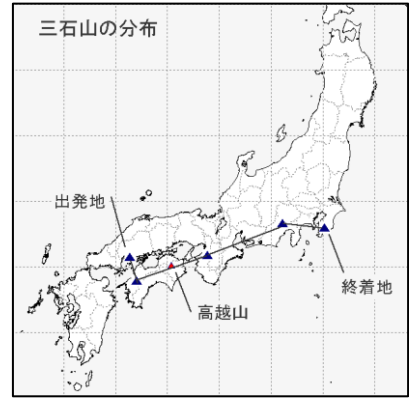 三石山の分布
出発地
高越山
終着地